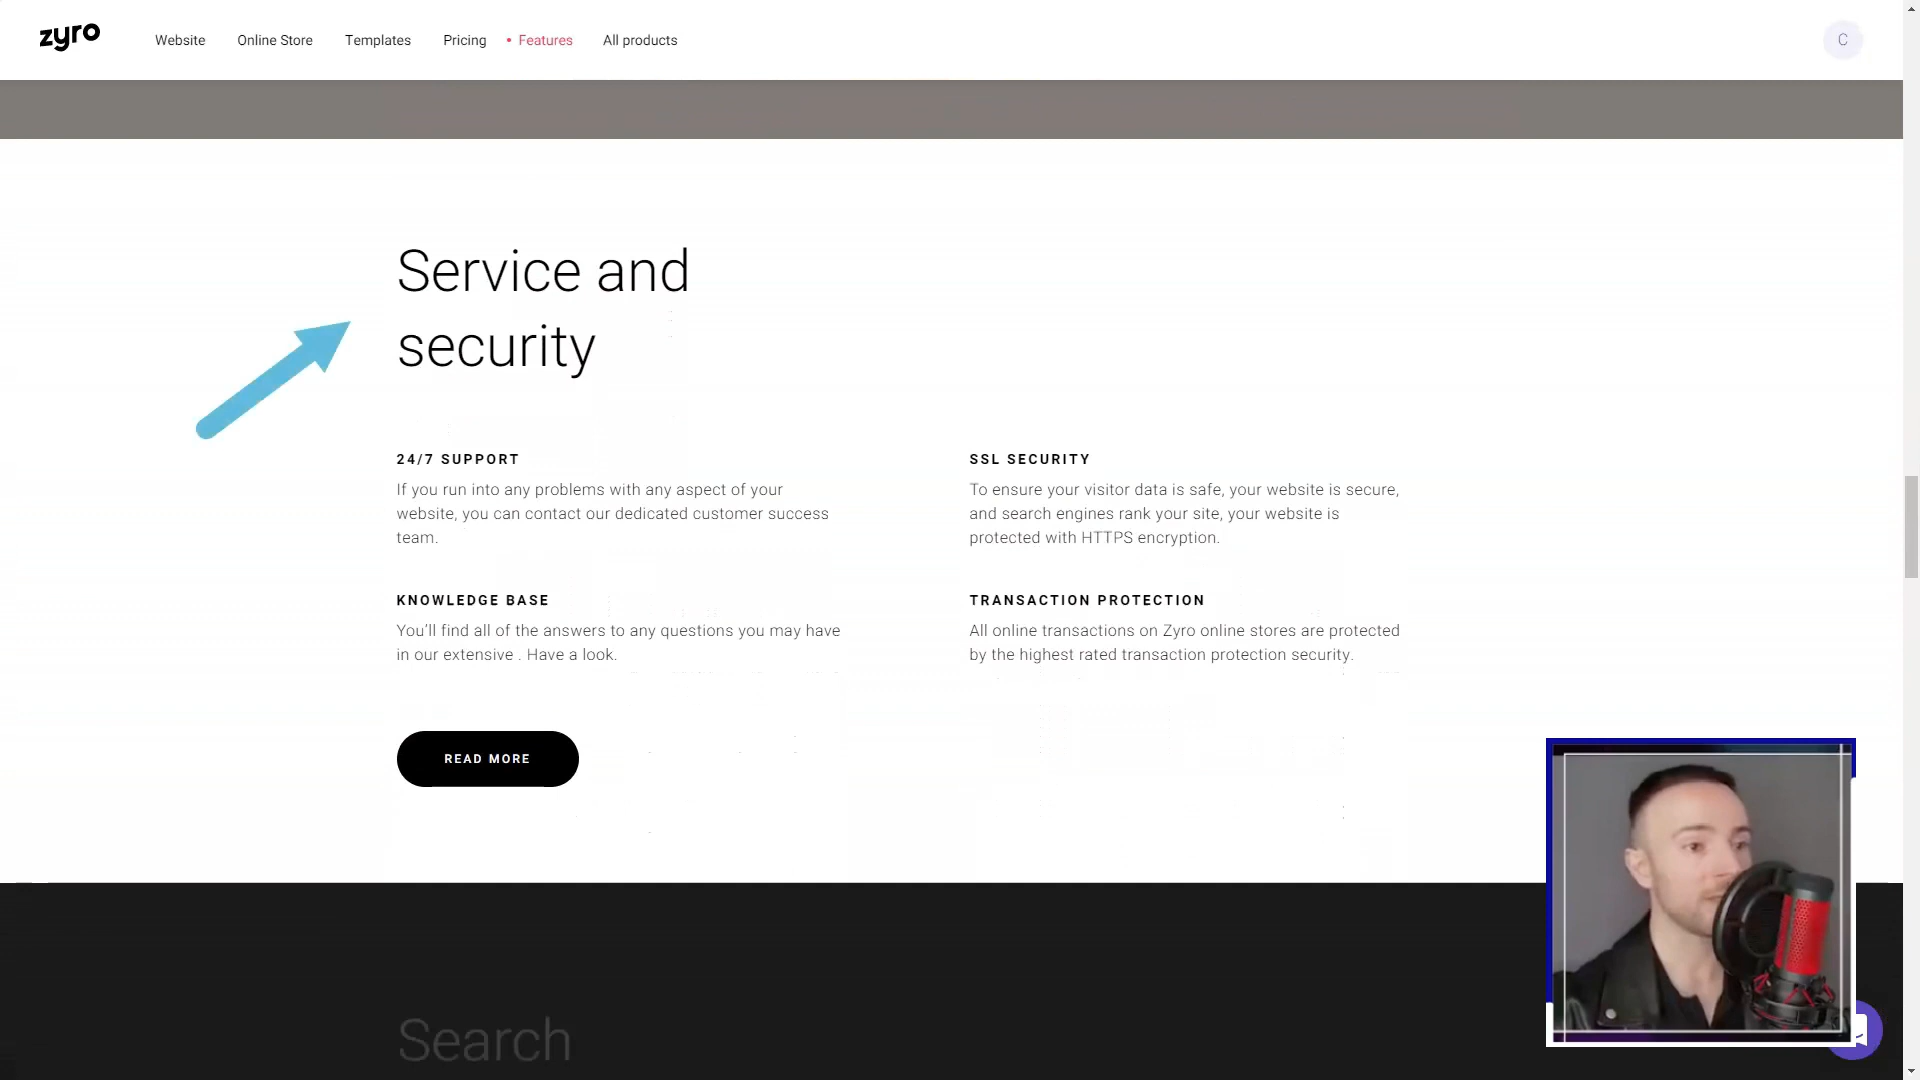 zyro
Website
Online Store
Templates
Pricing
Features
All products
C
Service and
security
24/7 SUPPORT
If you run into any problems with any aspect of your
website, you can contact our dedicated customer success
team.
SSL SECURITY
To ensure your visitor data is safe, your website is secure,
and search engines rank your site, your website is
protected with HTTPS encryption.
KNOWLEDGE BASE
You'll find all of the answers to any questions you may have
in our extensive . Have a look.
TRANSACTION PROTECTION
All online transactions on Zyro online stores are protected
by the highest rated transaction protection security.
READ MORE
Search